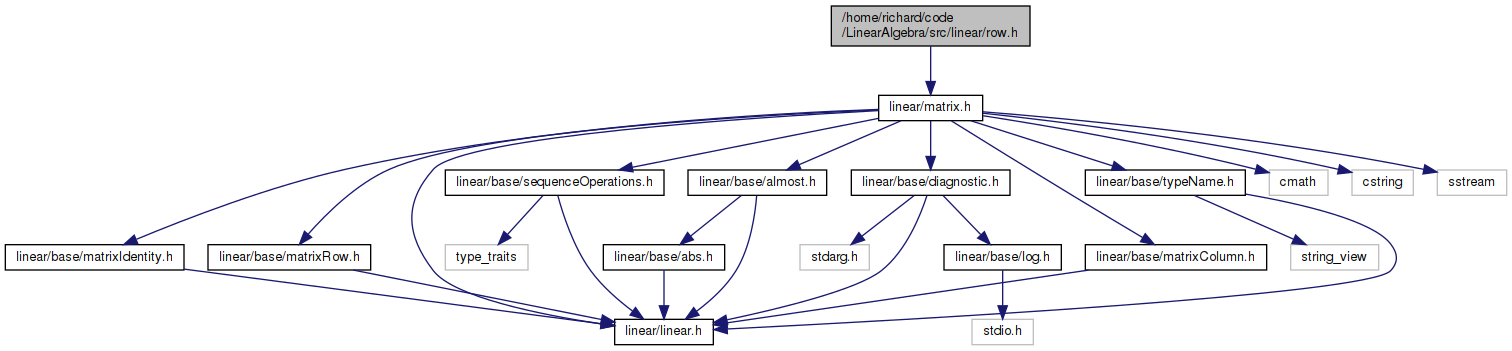 /home/richard/code
/LinearAlgebra/src/linear/row.h
linear/matrix.h
linear/base/sequenceOperations.h
linear/base/almost.h
linear/base/diagnostic.h
linear/base/typeName.h
cmath
cstring
sstream
linear/base/matrixIdentity.h
linear/base/matrixRow.h
type_traits
linear/base/abs.h
stdarg.h
linear/base/log.h
linear/base/matrixColumn.h
string_view
linear/linear.h
stdio.h